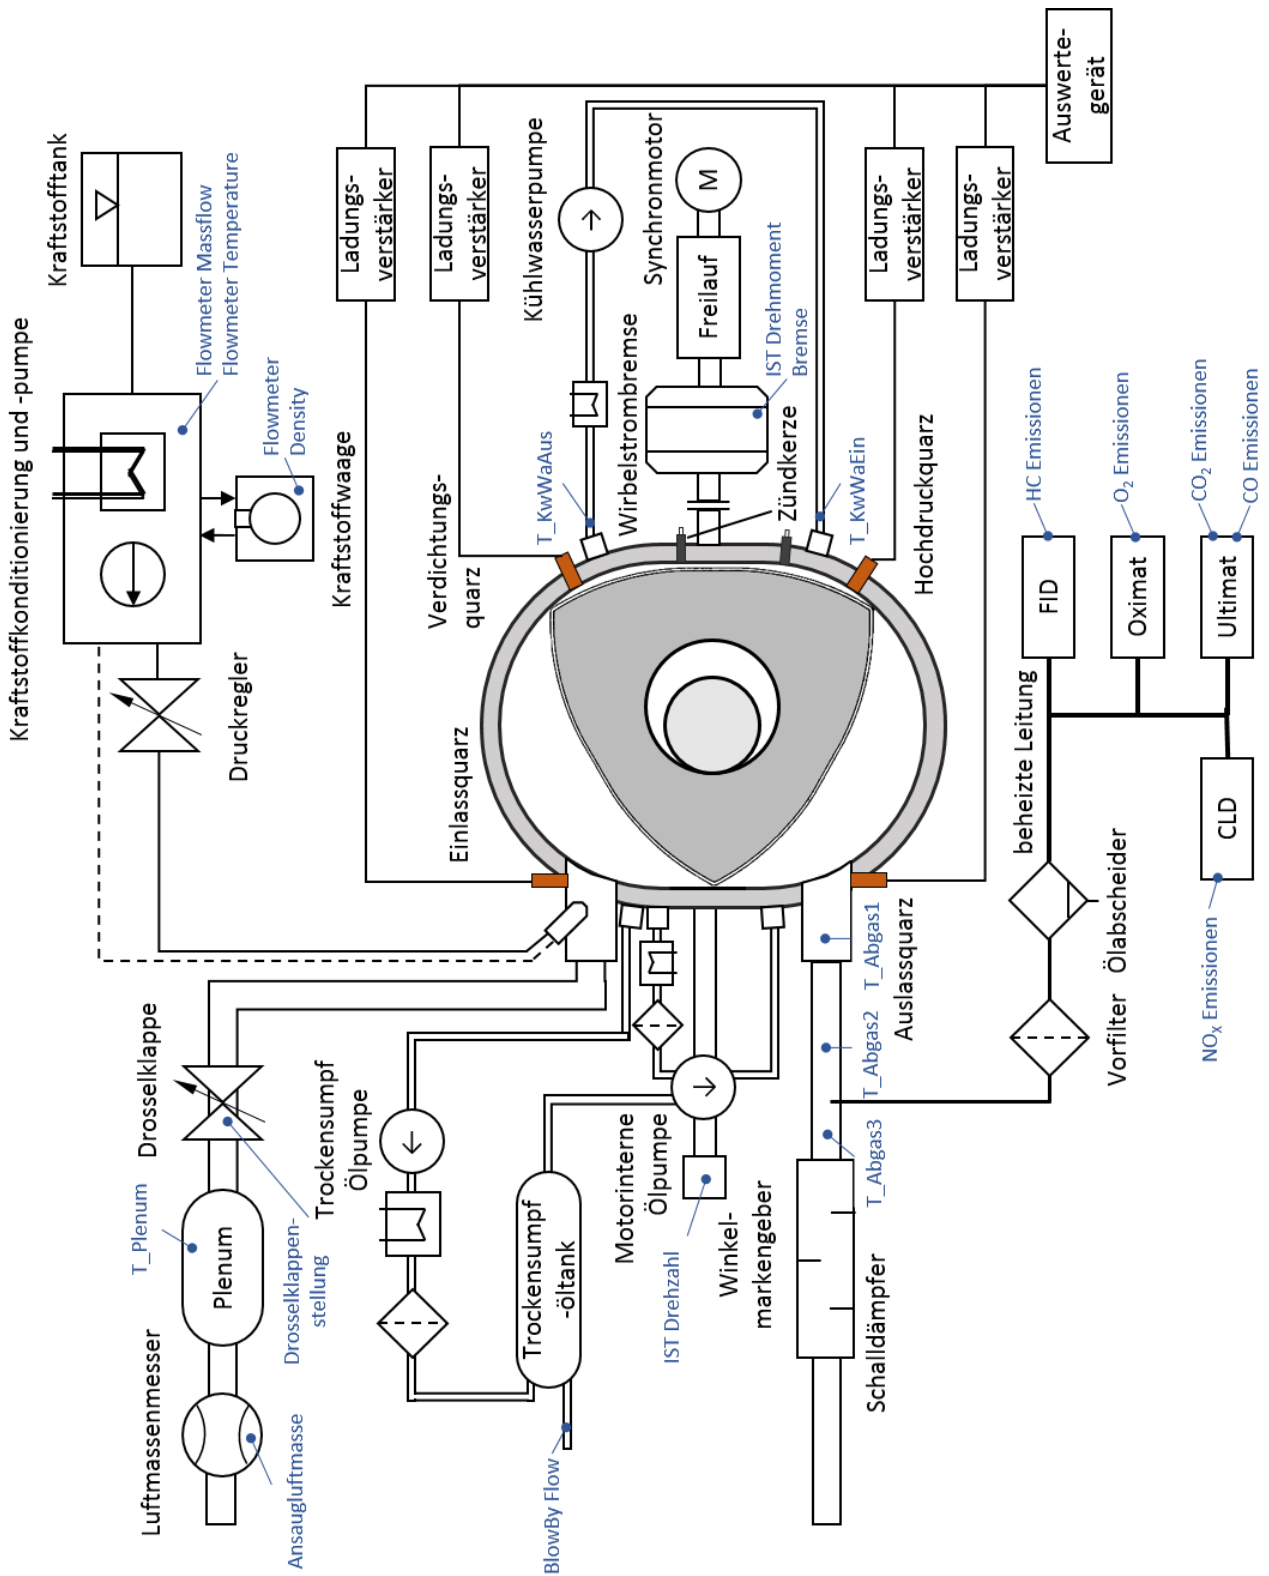 Luftmassenmesser
Ansaugluftmasse
Plenum
T_Plenum
Drosselklappe
Drosselklappen-
stellung
Kraftstoffkonditionierung und -pumpe
Kraftstofftank
Flowmeter Massflow
Flowmeter Temperature
Flowmeter
Density
Kraftstoffwaage
Druckregler
Trockensumpf
Ölpumpe
Trockensumpf
-öltank
BlowBy Flow
Motorinterne
Ölpumpe
IST Drehzahl
Winkel-
markengeber
Einlassquarz
Verdichtungs-
quarz
Ladungs-
verstärker
Ladungs-
verstärker
Kühlwasserpumpe
T_KwWaAus
Wirbelstrombremse
Synchronmotor
M
Freilauf
IST Drehmoment
Bremse
Zündkerze
T_KwWaEin
Hochdruckquarz
Ladungs-
verstärker
Ladungs-
verstärker
Auswerte-
gerät
Auslassquarz
T_Abgas1
T_Abgas2
T_Abgas3
Schalldämpfer
Vorfilter
Ölabscheider
beheizte Leitung
FID
HC Emissionen
Oximat
O2 Emissionen
Ultimat
CO2 Emissionen
CO Emissionen
CLD
NOX Emissionen